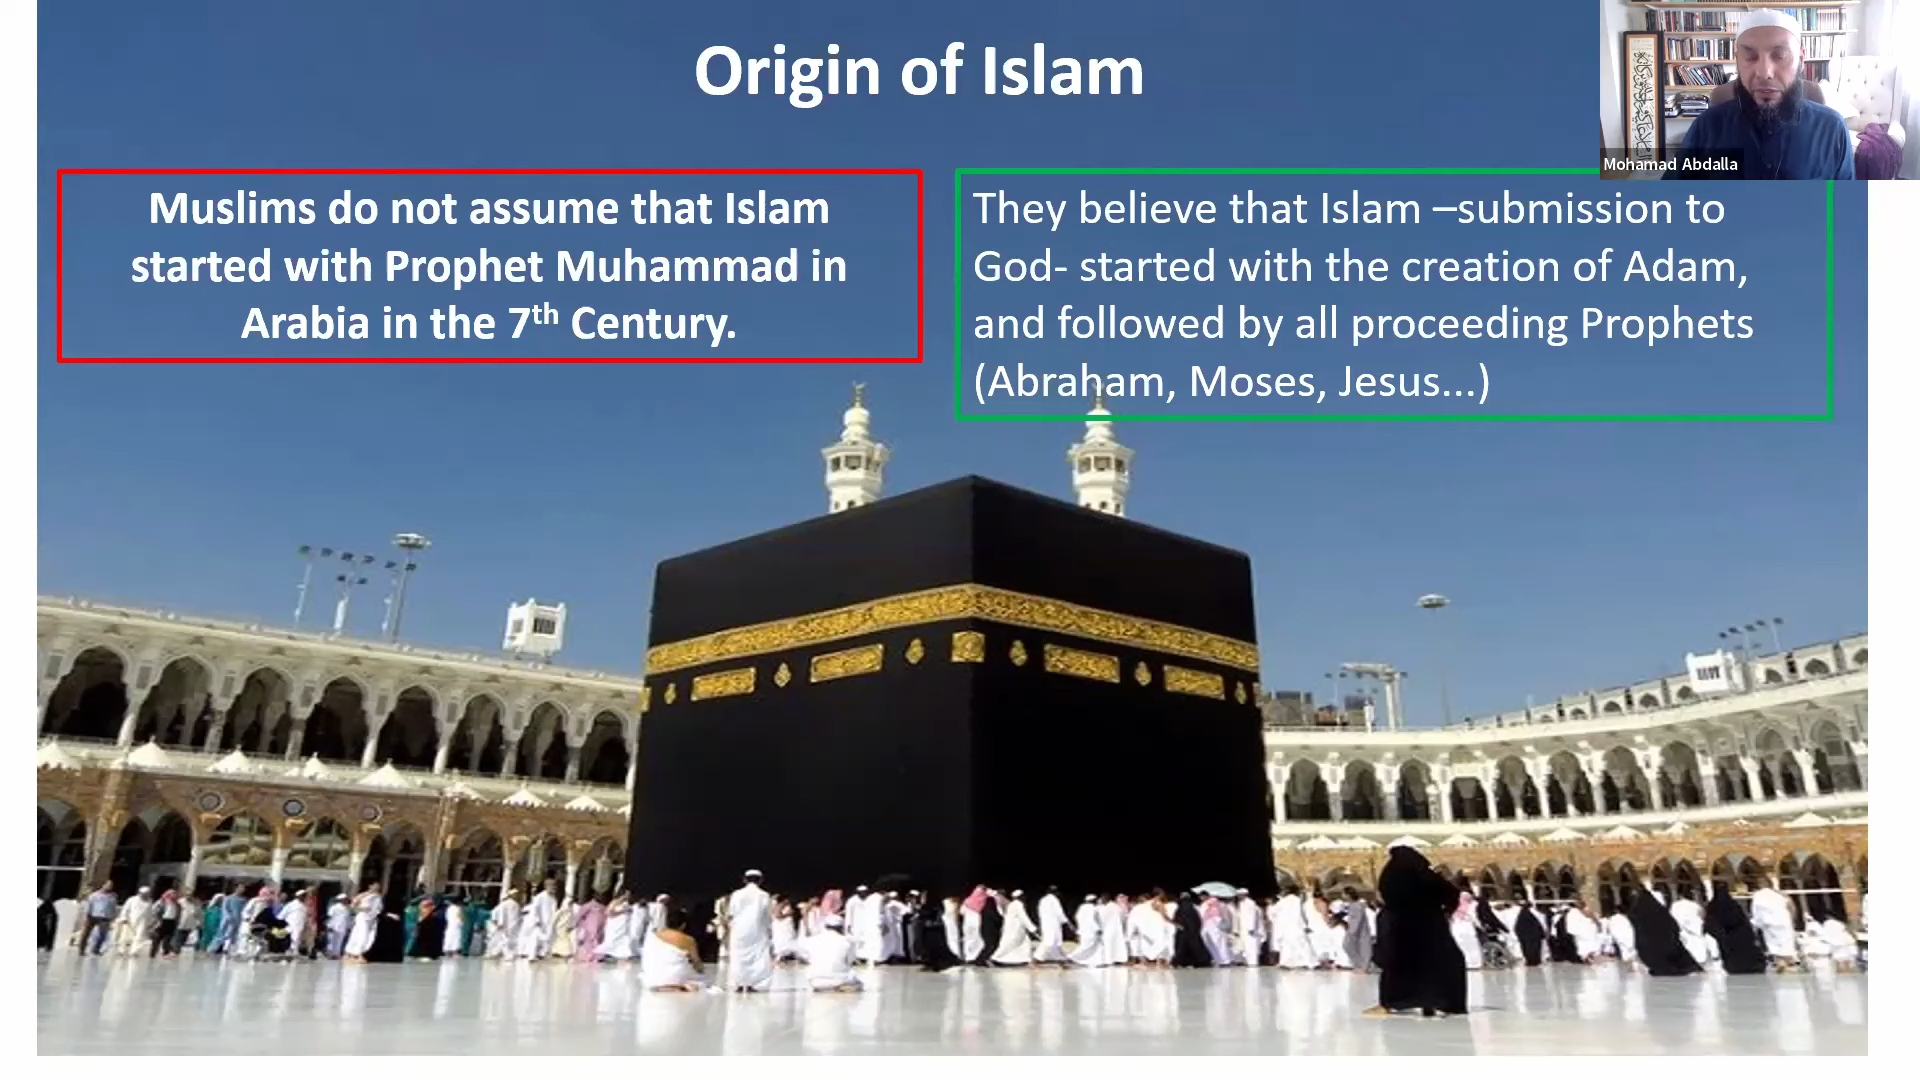 Origin of Islam
Mohamad Abdalla
Muslims do not assume that Islam
started with Prophet Muhammad in
Arabia in the 7th Century.
They believe that Islam –submission to
God- started with the creation of Adam,
and followed by all proceeding Prophets
(Abraham, Moses, Jesus...)